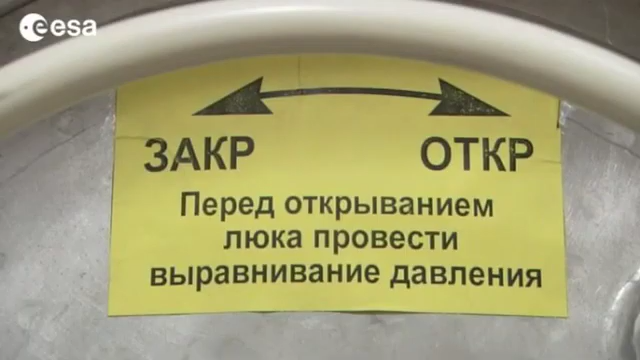 esa
ЗАКР ОТКР
Перед открыванием
люка провести
выравнивание давления